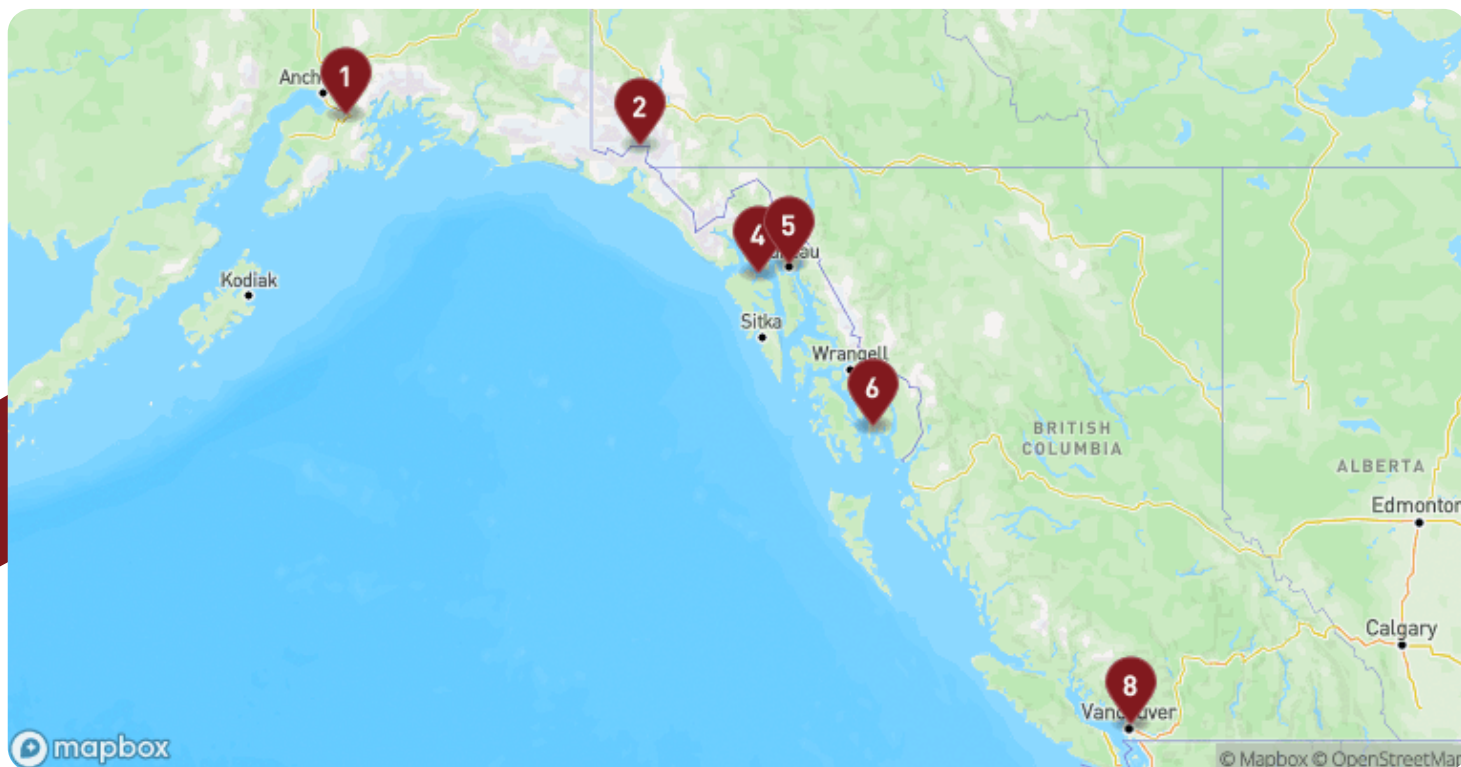 1
Anch
2
4
5
au
Kodiak
Sitka
Wrangell
6
BRITISH
COLUMBIA
ALBERTA
Edmonton
Calgary
8
Vancouver
mapbox
© Mapbox © OpenStreetMap